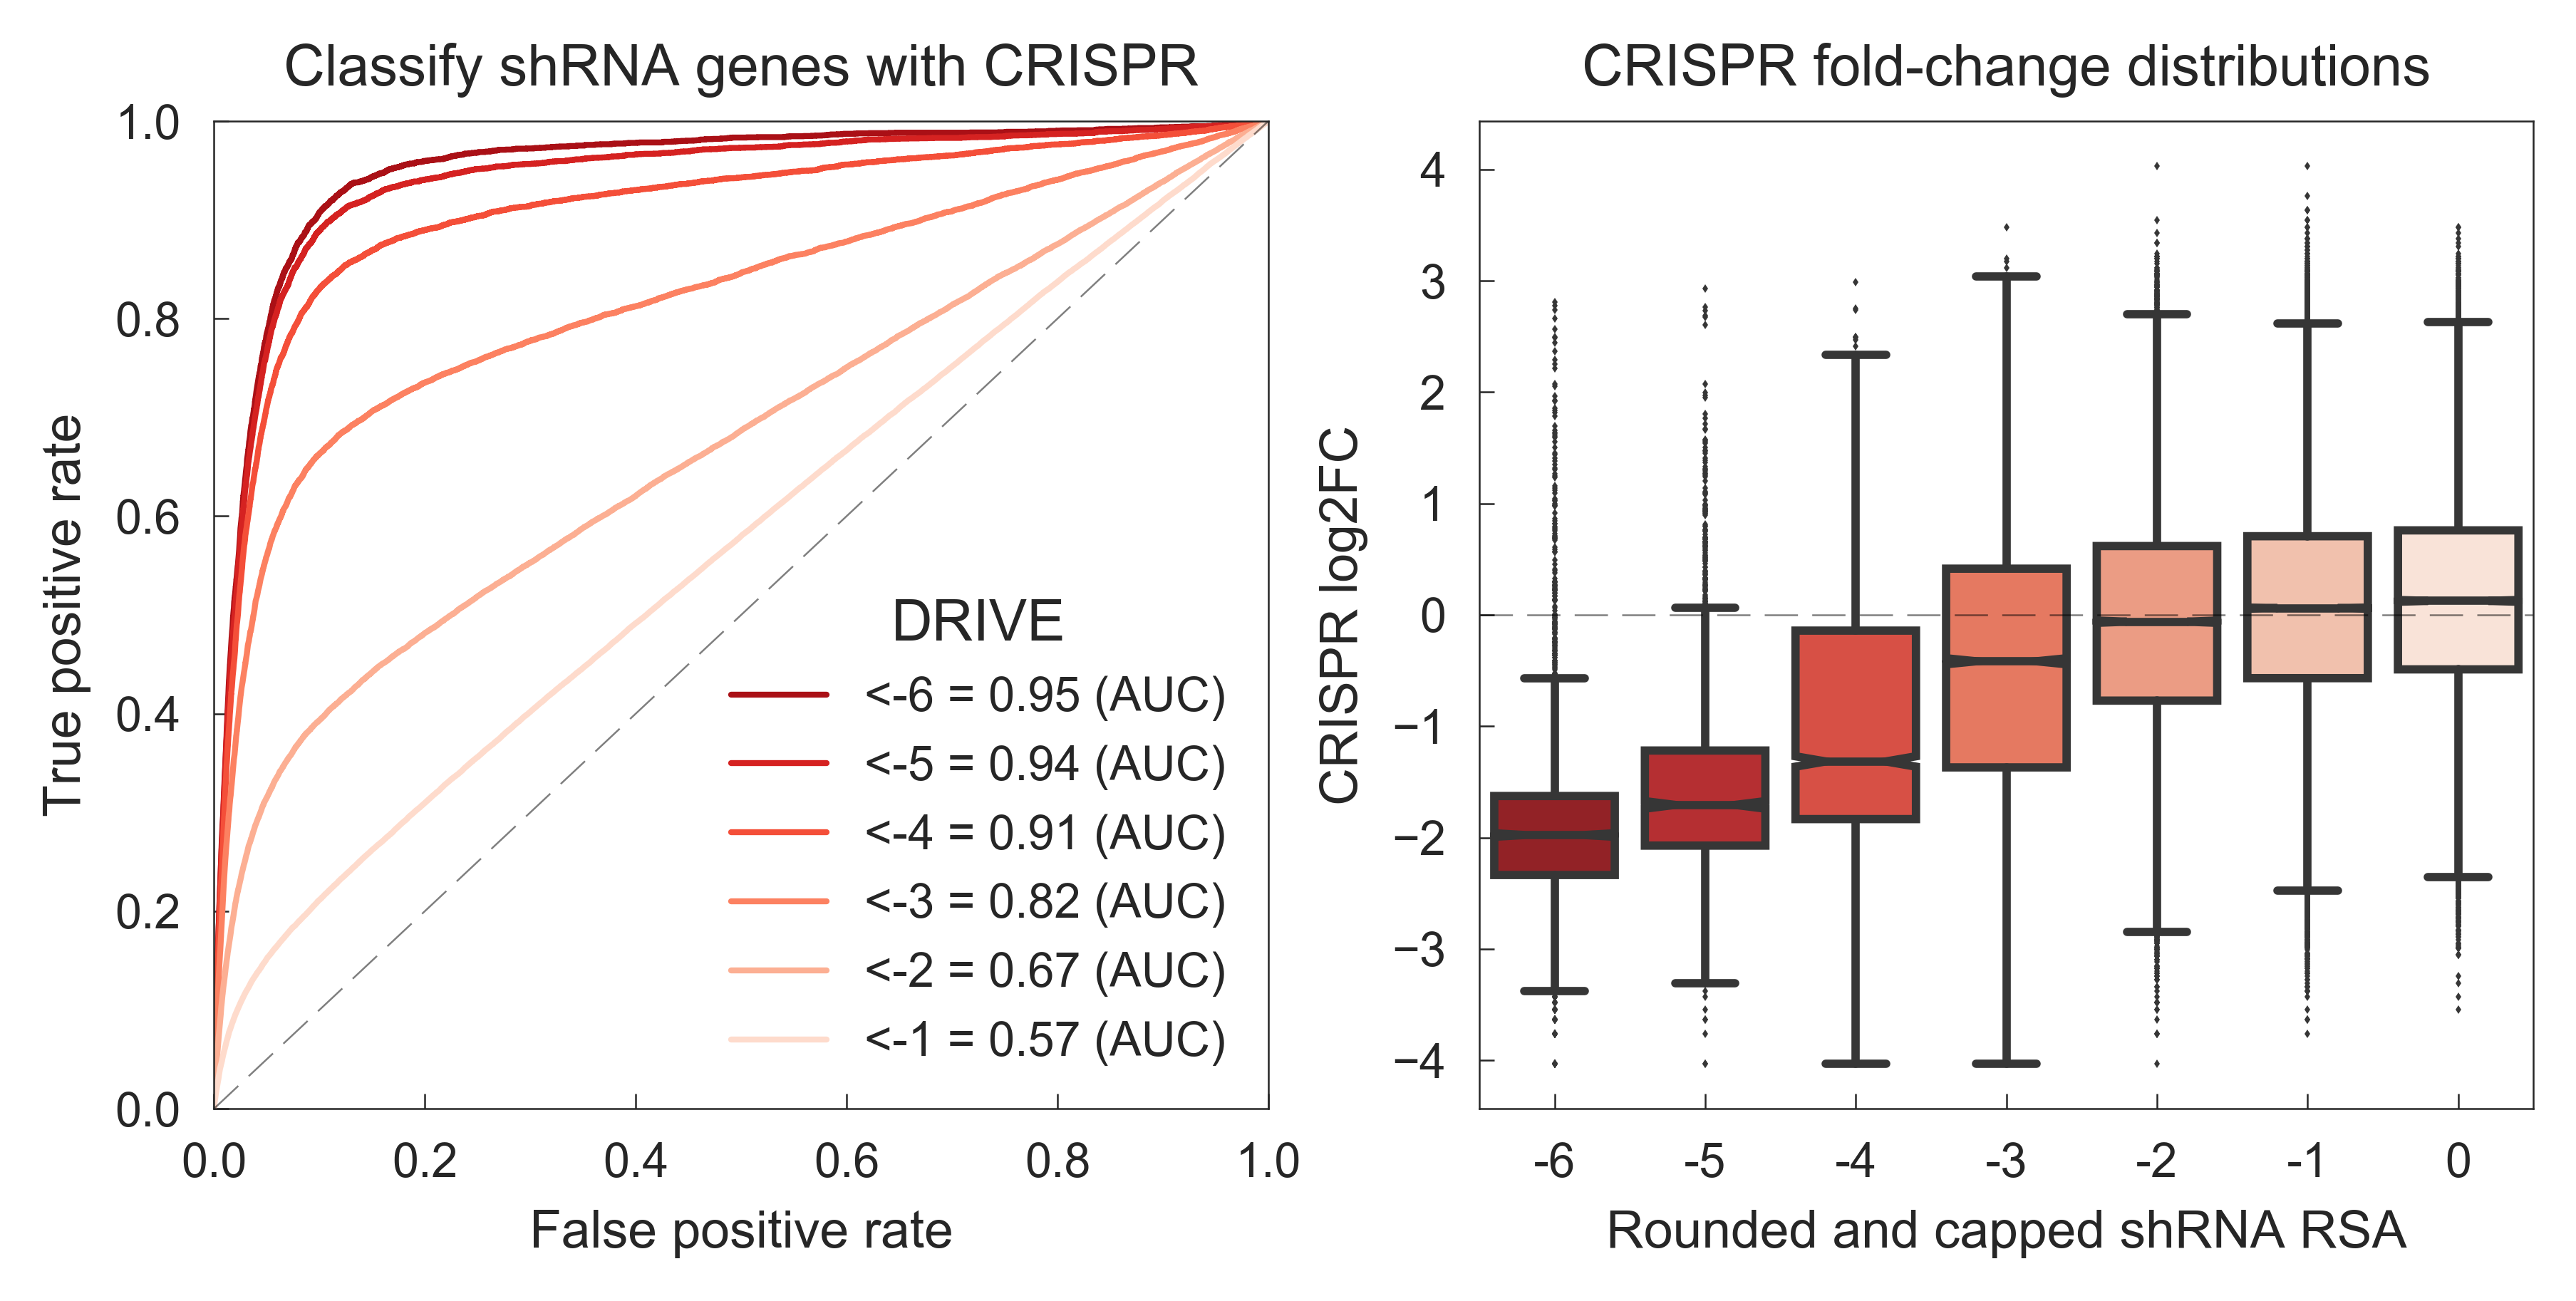 Classify shRNA genes with CRISPR
1.0
0.8
0.6
0.4
0.2
0.0
True positive rate
0.0 0.2 0.4 0.6 0.8 1.0
False positive rate
DRIVE
<-6 = 0.95 (AUC)
<-5 = 0.94 (AUC)
<-4 = 0.91 (AUC)
<-3 = 0.82 (AUC)
<-2 = 0.67 (AUC)
<-1 = 0.57 (AUC)
CRISPR fold-change distributions
4
3
2
1
0
−1
−2
−3
−4
CRISPR log2FC
-6 -5 -4 -3 -2 -1 0
Rounded and capped shRNA RSA